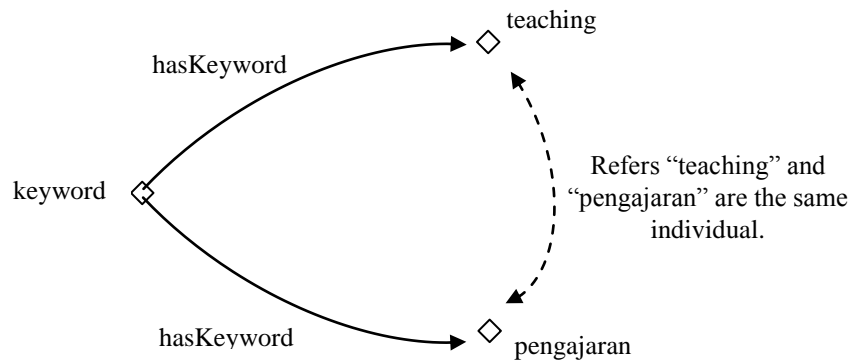 teaching
hasKeyword
keyword
Refers “teaching” and
“pengajaran” are the same
individual.
hasKeyword
pengajaran